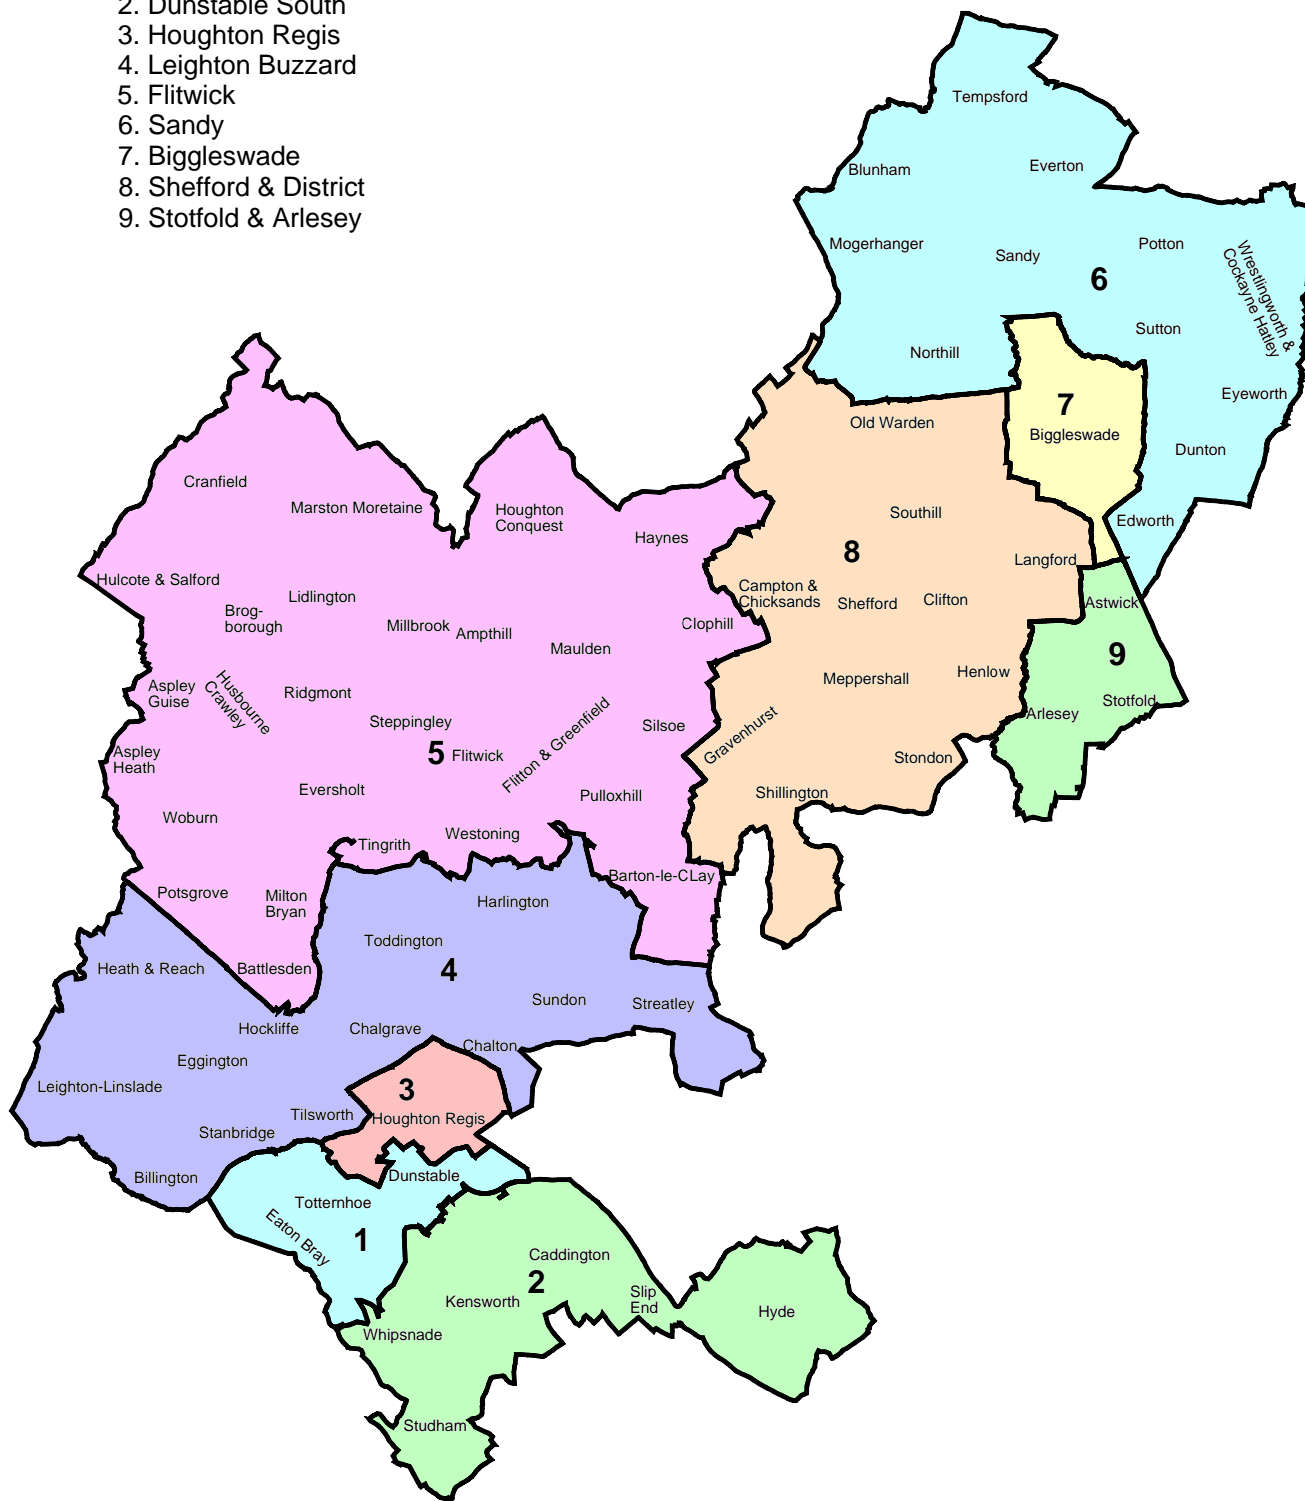 2. Dunstable South
3. Houghton Regis
4. Leighton Buzzard
5. Flitwick
6. Sandy
7. Biggleswade
8. Shefford & District
9. Stotfold & Arlesey
Tempsford
Blunham
Everton
Mogerhanger
Sandy
Potton
Wrestlingworth &
Cockayne Hatley
6
Sutton
Northill
Eyeworth
7
Biggleswade
Old Warden
Dunton
Cranfield
Marston Moretaine
Houghton
Conquest
Southill
Edworth
Haynes
8
Langford
Hulcote & Salford
Campton &
Chicksands
Lidlington
Shefford
Clifton
Astwick
Brog-
borough
Millbrook
Ampthill
Clophill
Maulden
9
Aspley
Guise
Husbourne
Crawley
Ridgmont
Meppershall
Henlow
Stotfold
Steppingley
Silsoe
Arlesey
Gravenhurst
Flitton & Greenfield
5
Flitwick
Aspley
Heath
Stondon
Eversholt
Pulloxhill
Shillington
Woburn
Westoning
Tingrith
Barton-le-CLay
Potsgrove
Milton
Bryan
Harlington
Toddington
Heath & Reach
Battlesden
4
Sundon
Streatley
Hockliffe
Chalgrave
Chalton
Eggington
Leighton-Linslade
3
Tilsworth
Houghton Regis
Stanbridge
Billington
Dunstable
Totternhoe
Eaton Bray
1
Caddington
2
Kensworth
Slip
End
Hyde
Whipsnade
Studham